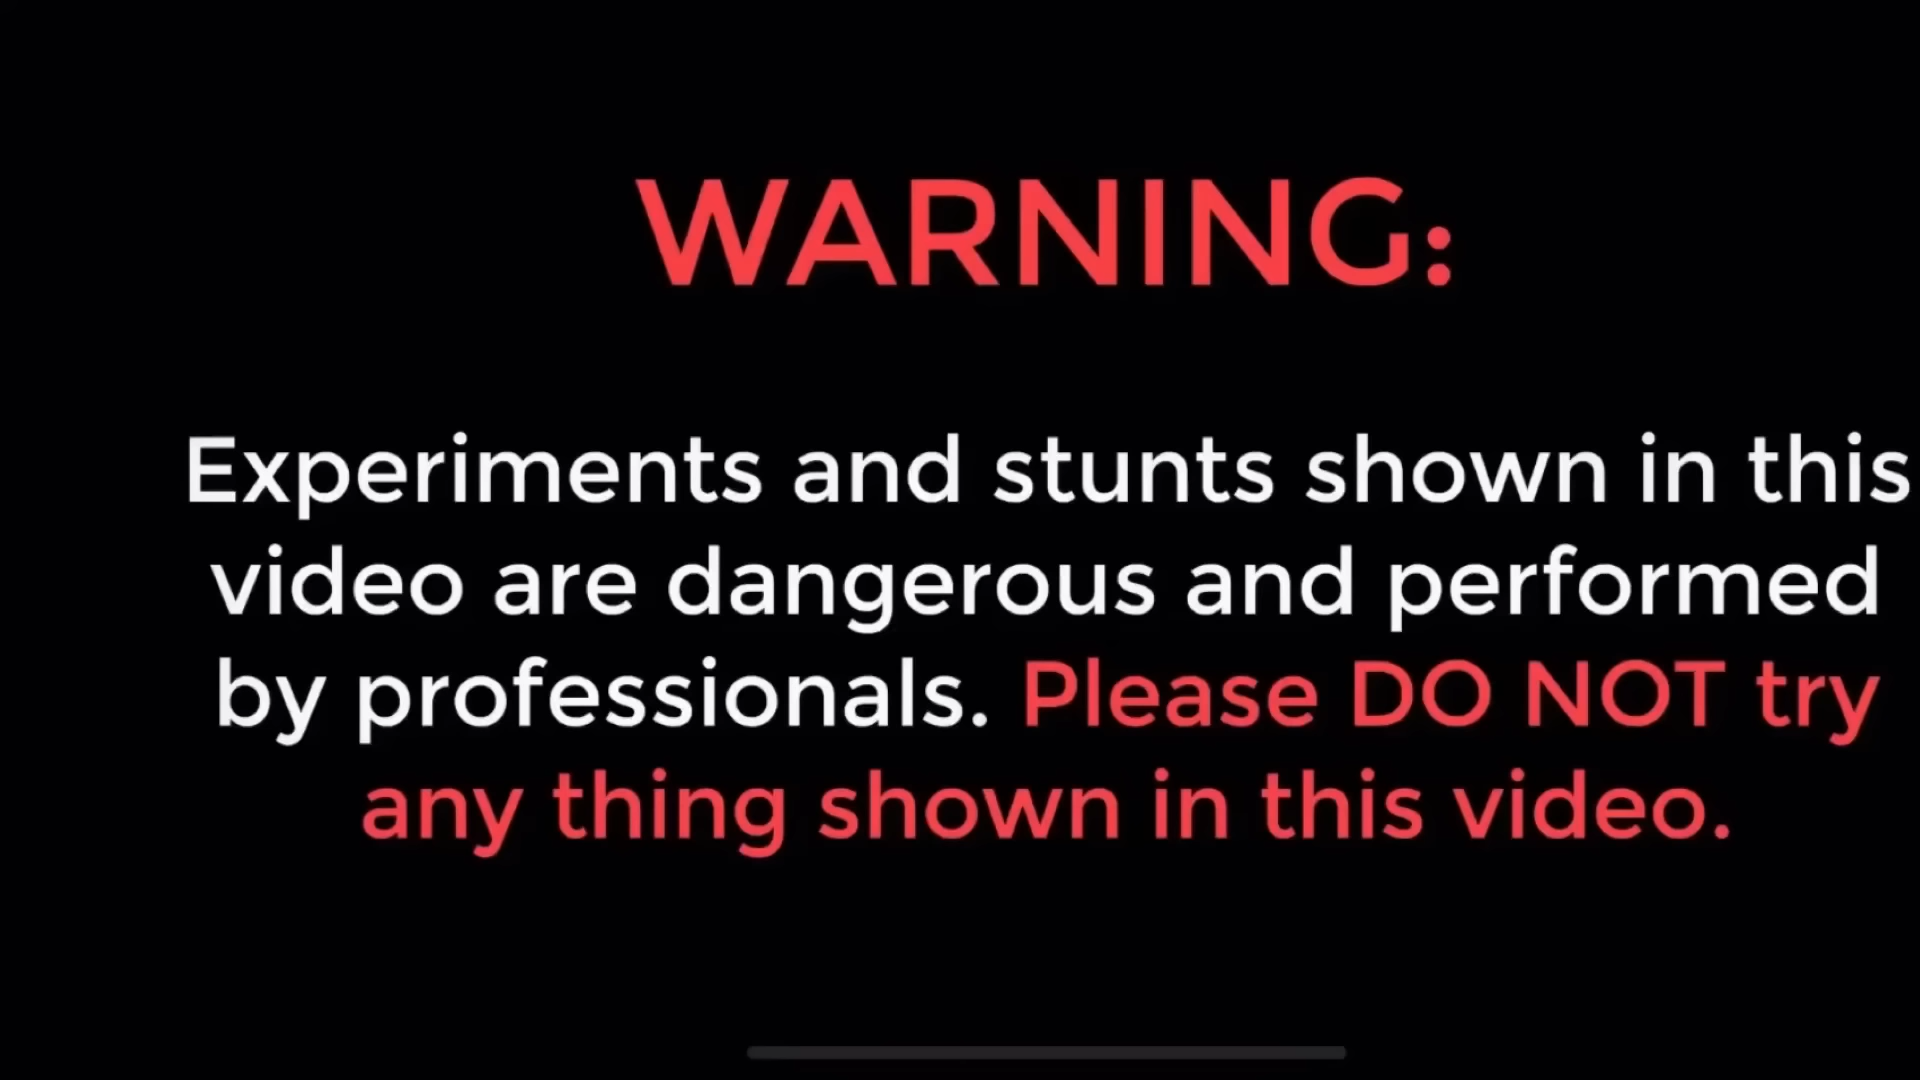 WARNING:
Experiments and stunts shown in this
video are dangerous and performed
by professionals. Please DO NOT try
any thing shown in this video.